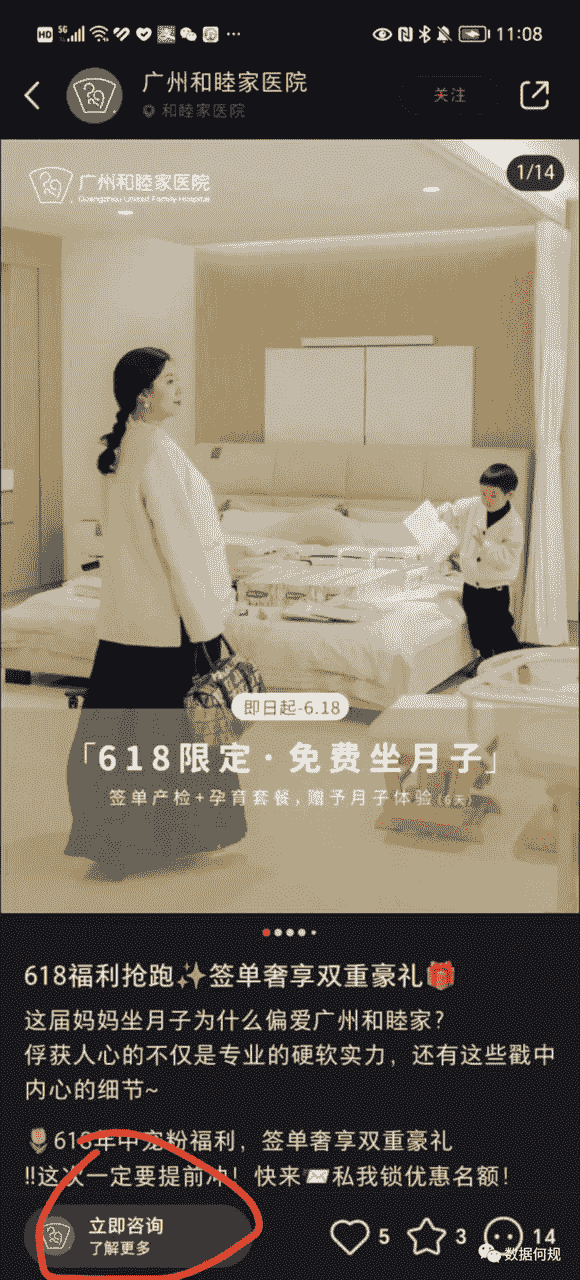 HD 5G 11:08
广州和睦家医院
和睦家医院
关注
1/14
广州和睦家医院
Guangzhou United Family Hospital
即日起-6.18
「618限定·免费坐月子」
签单产检+孕育套餐,赠予月子体验(6天)
618福利抢跑✨签单奢享双重豪礼🎁
这届妈妈坐月子为什么偏爱广州和睦家?
俘获人心的不仅是专业的硬软实力，还有这些戳中
内心的细节~
🌷618年中宠粉福利，签单奢享双重豪礼
‼这次一定要提前冲！快来📨私我锁优惠名额！
立即咨询
了解更多
5
3
14
数据何规